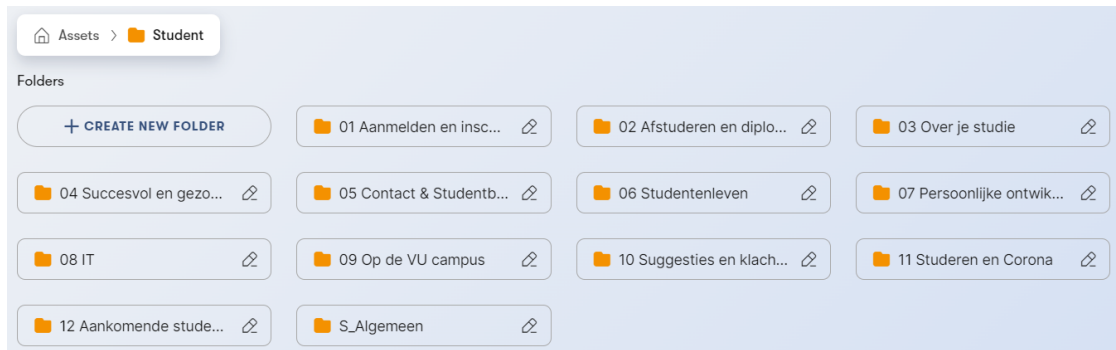 Assets > Student
Folders
+ CREATE NEW FOLDER
01 Aanmelden en insc...
02 Afstuderen en diplo...
03 Over je studie
04 Succesvol en gezo...
05 Contact & Studentb...
06 Studentenleven
07 Persoonlijke ontwik...
08 IT
09 Op de VU campus
10 Suggesties en klach...
11 Studeren en Corona
12 Aankomende stude...
S_Algemeen